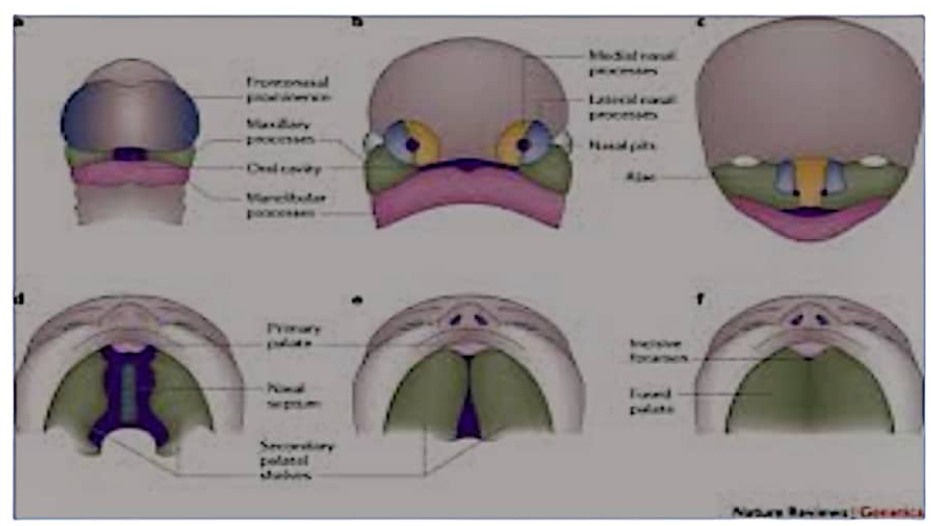 a
b
c
Frontonasal
prominence
Maxillary
processes
Oral cavity
Mandibular
processes
Medial nasal
processes
Lateral nasal
processes
Nasal pits
Alae
d
e
f
Primary
palate
Nasal
septum
Secondary
palatal
shelves
Incisive
foramen
Fused
palate
Nature Reviews | Genetics